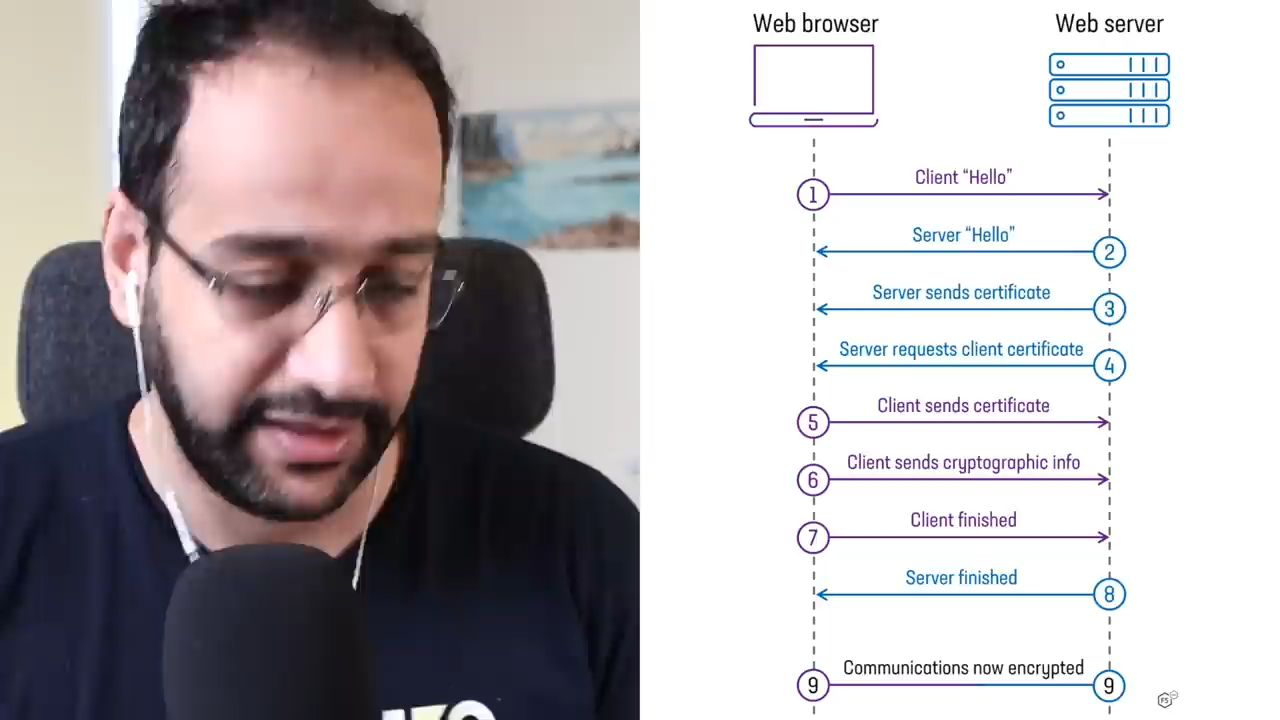 Web browser
Web server
Client “Hello”
1
Server “Hello”
2
Server sends certificate
3
Server requests client certificate
4
Client sends certificate
5
Client sends cryptographic info
6
Client finished
7
Server finished
8
Communications now encrypted
9
9
F5